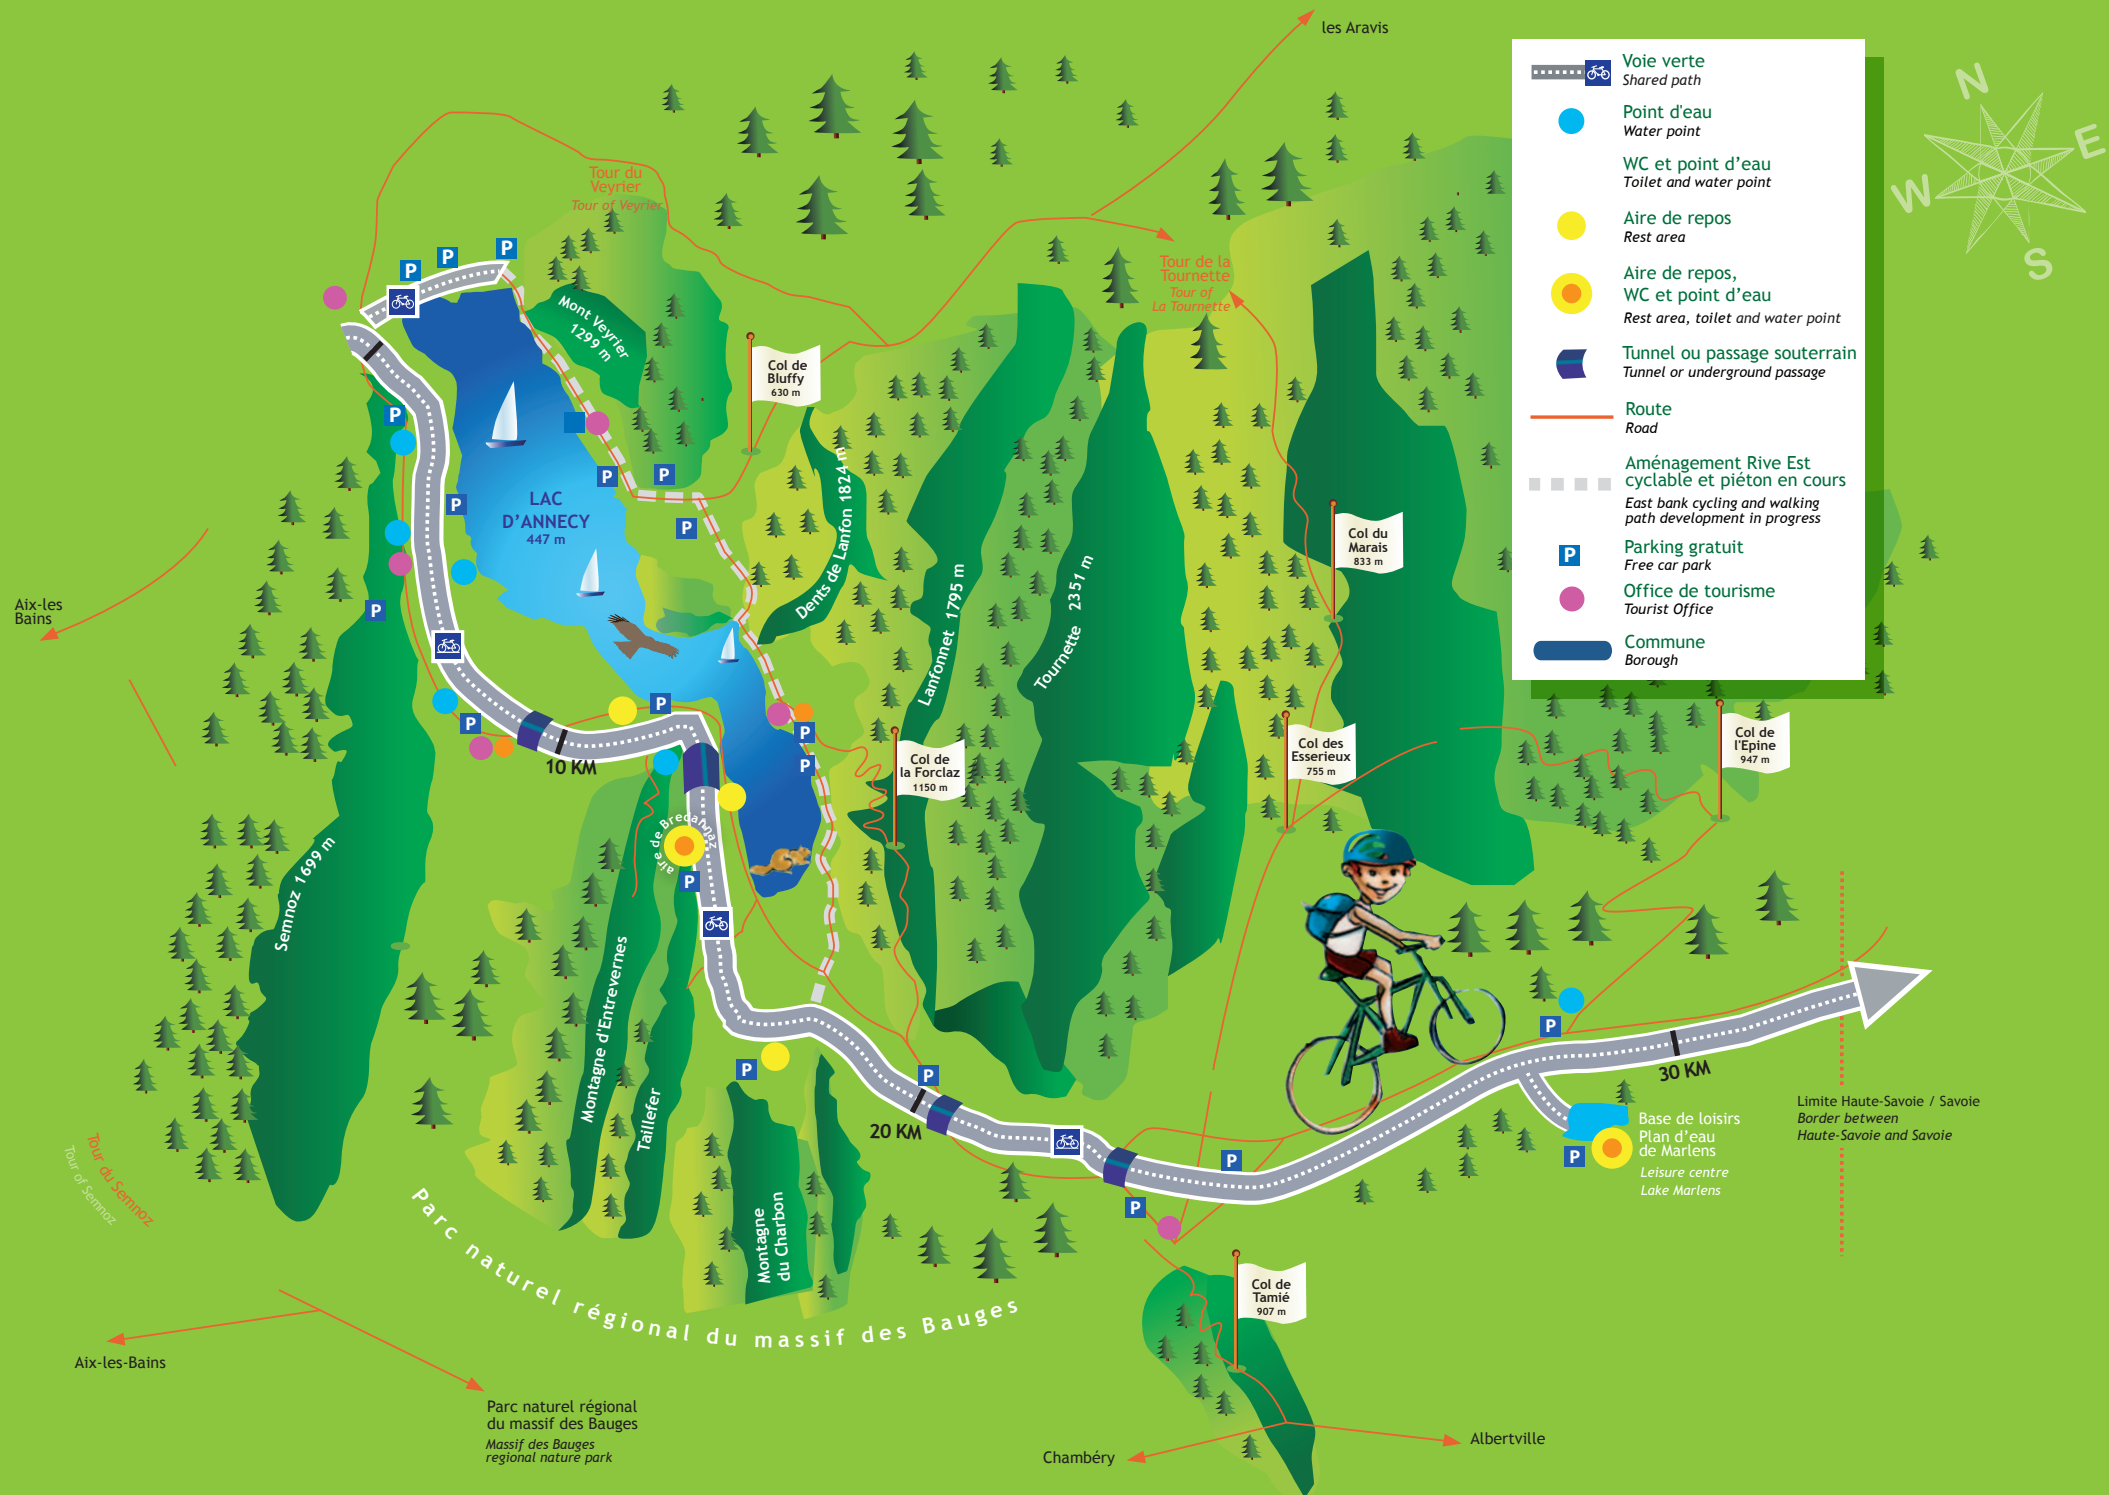 les Aravis
Voie verte
Shared path
Point d'eau
Water point
WC et point d'eau
Toilet and water point
Aire de repos
Rest area
Aire de repos,
WC et point d'eau
Rest area, toilet and water point
Tunnel ou passage souterrain
Tunnel or underground passage
Route
Road
Aménagement Rive Est
cyclable et piéton en cours
East bank cycling and walking
path development in progress
P
Parking gratuit
Free car park
Office de tourisme
Tourist Office
Commune
Borough
N
E
W
S
Tour du
Veyrier
Tour of Veyrier
P
P
P
Tour de la
Tournette
Tour of
La Tournette
Mont Veyrier
1299 m
Col de
Bluffy
630 m
P
P
P
P
P
LAC
D'ANNECY
447 m
Dents de Lanfon 1824 m
Col du
Marais
833 m
Aix-les
Bains
P
Lanfonnet 1795 m
Tournette 2351 m
P
P
P
P
10 KM
Col de
la Forclaz
1150 m
Col des
Esserieux
755 m
Col de
l'Epine
947 m
aire de Bredannaz
P
Semnoz 1699 m
Montagne d'Entrevernes
Taillefer
P
P
20 KM
P
30 KM
Limite Haute-Savoie / Savoie
Border between
Haute-Savoie and Savoie
Base de loisirs
Plan d'eau
de Marlens
Leisure centre
Lake Marlens
P
P
P
Tour du Semnoz
Tour of Semnoz
Montagne
du Charbon
Parc naturel régional du massif des Bauges
Col de
Tamié
907 m
Aix-les-Bains
Parc naturel régional
du massif des Bauges
Massif des Bauges
regional nature park
Chambéry
Albertville